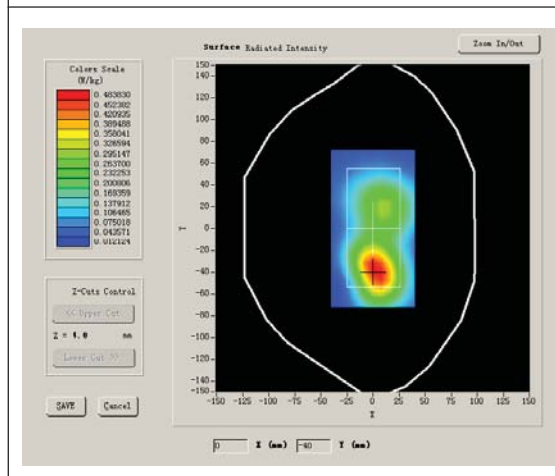 Surface Radiated Intensity
Zoom In/Out
Colors Scale
(W/kg)
0.483830
0.452382
0.420935
0.389488
0.358041
0.326594
0.295147
0.263700
0.232253
0.200806
0.169359
0.137912
0.106465
0.075018
0.043571
0.012124
Z-Cuts Control
<< Upper Cut
Z = 4.0 mm
Lower Cut >>
SAVE Cancel
150
140
120
100
80
60
40
20
0
-20
-40
-60
-80
-100
-120
-140
-150
Y
-150 -125 -100 -75 -50 -25 0 25 50 75 100 125 150
X
0 X (mm) -40 Y (mm)